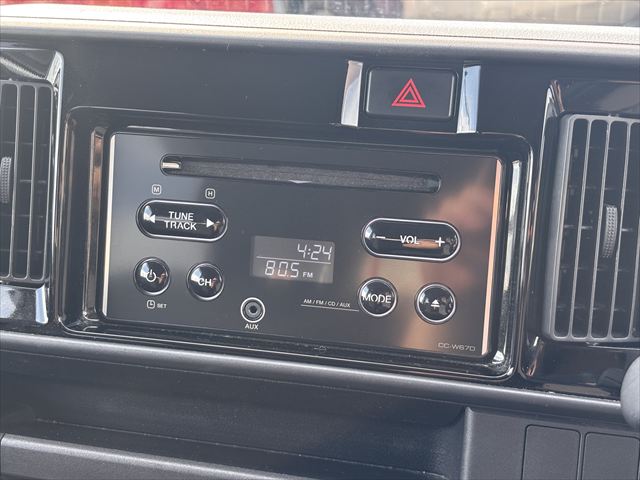 M H
TUNE
TRACK
VOL +
4:24
80.5 FM
CH
MODE
SET
AUX
AM / FM / CD / AUX
CC-W67D